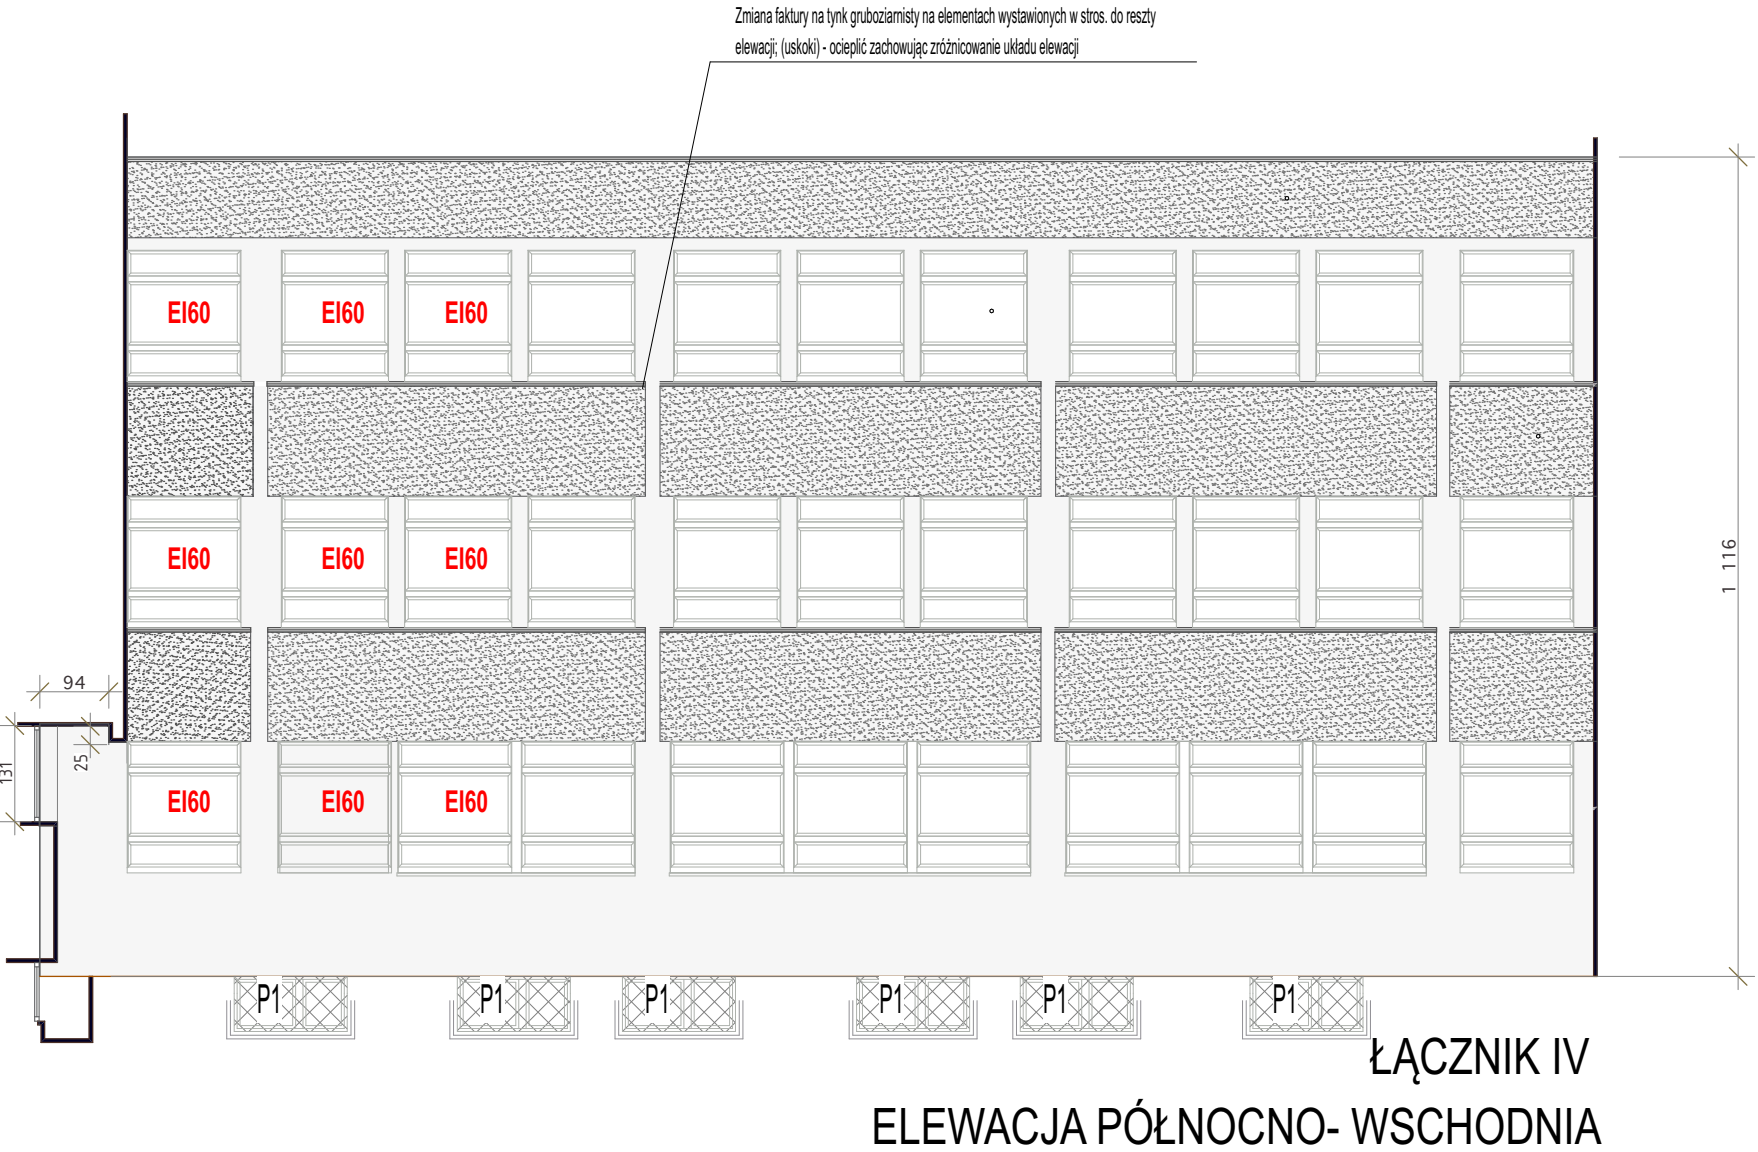 Zmiana faktury na tynk gruboziarnisty na elementach wystawionych w stros. do reszty
elewacji; (uskoki) - ocieplić zachowując zróżnicowanie układu elewacji
EI60 EI60 EI60
EI60 EI60 EI60
1 116
94
25
131
EI60 EI60 EI60
P1 P1 P1 P1 P1 P1
ŁĄCZNIK IV
ELEWACJA PÓŁNOCNO- WSCHODNIA